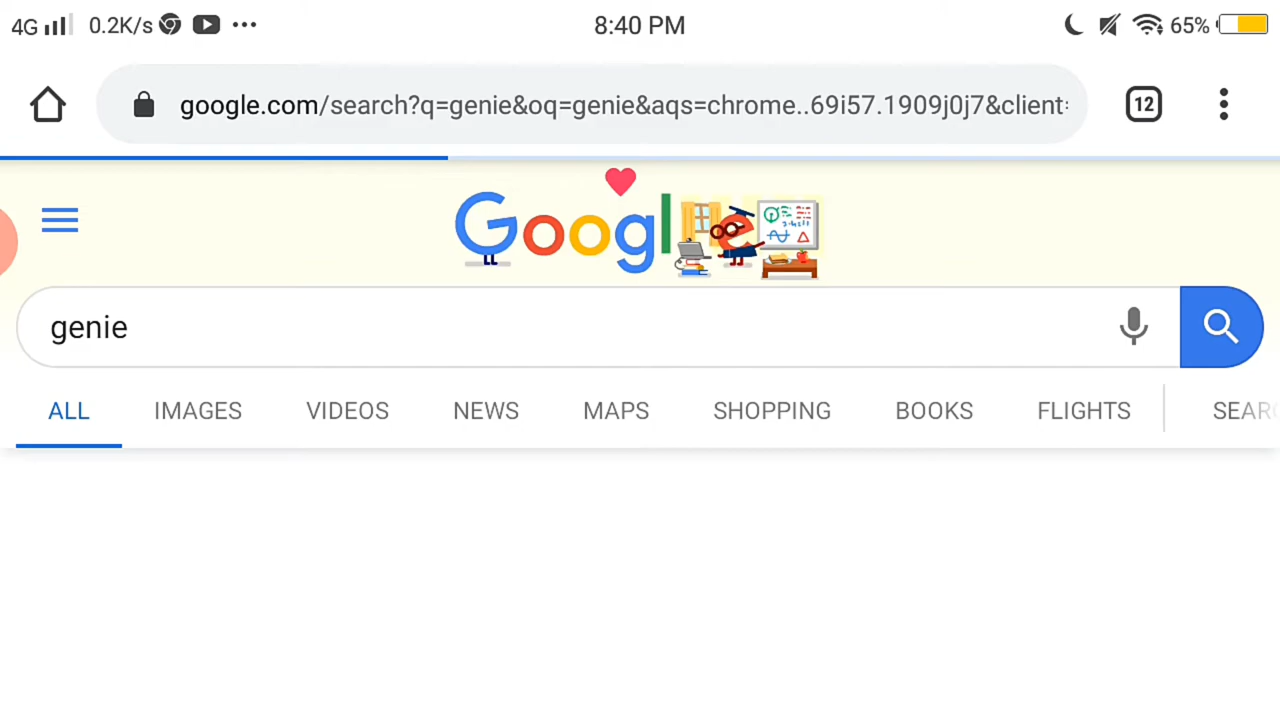 4G 0.2K/s 8:40 PM 65%
google.com/search?q=genie&oq=genie&aqs=chrome..69i57.1909j0j7&client= 12
Google
genie
ALL IMAGES VIDEOS NEWS MAPS SHOPPING BOOKS FLIGHTS SEARC